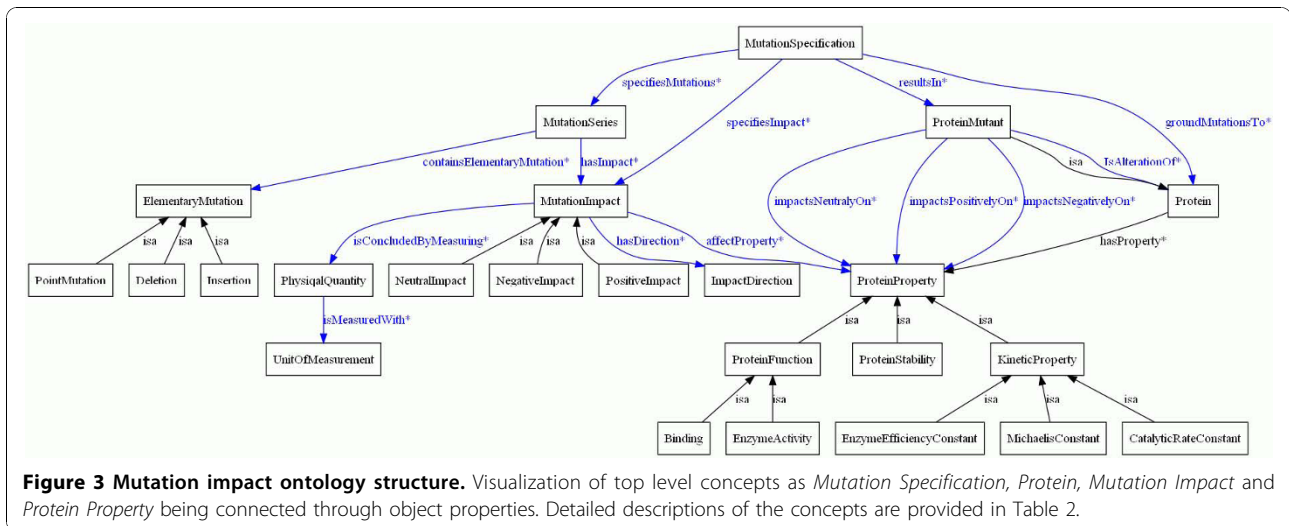 MutationSpecification
specifiesMutations*
resultsIn*
MutationSeries
specifiesImpact*
ProteinMutant
groundMutationsTo*
containsElementaryMutation*
hasImpact*
isa
IsAlterationOf*
ElementaryMutation
MutationImpact
impactsNeutralyOn*
impactsPositivelyOn*
impactsNegativelyOn*
Protein
isa
isa
isa
isConcludedByMeasuring*
isa
isa
isa
hasDirection*
affectProperty*
hasProperty*
PointMutation
Deletion
Insertion
PhysiqalQuantity
NeutralImpact
NegativeImpact
PositiveImpact
ImpactDirection
ProteinProperty
isMeasuredWith*
isa
isa
isa
UnitOfMeasurement
ProteinFunction
ProteinStability
KineticProperty
isa
isa
isa
isa
isa
Binding
EnzymeActivity
EnzymeEfficiencyConstant
MichaelisConstant
CatalyticRateConstant
Figure 3 Mutation impact ontology structure. Visualization of top level concepts as Mutation Specification, Protein, Mutation Impact and
Protein Property being connected through object properties. Detailed descriptions of the concepts are provided in Table 2.